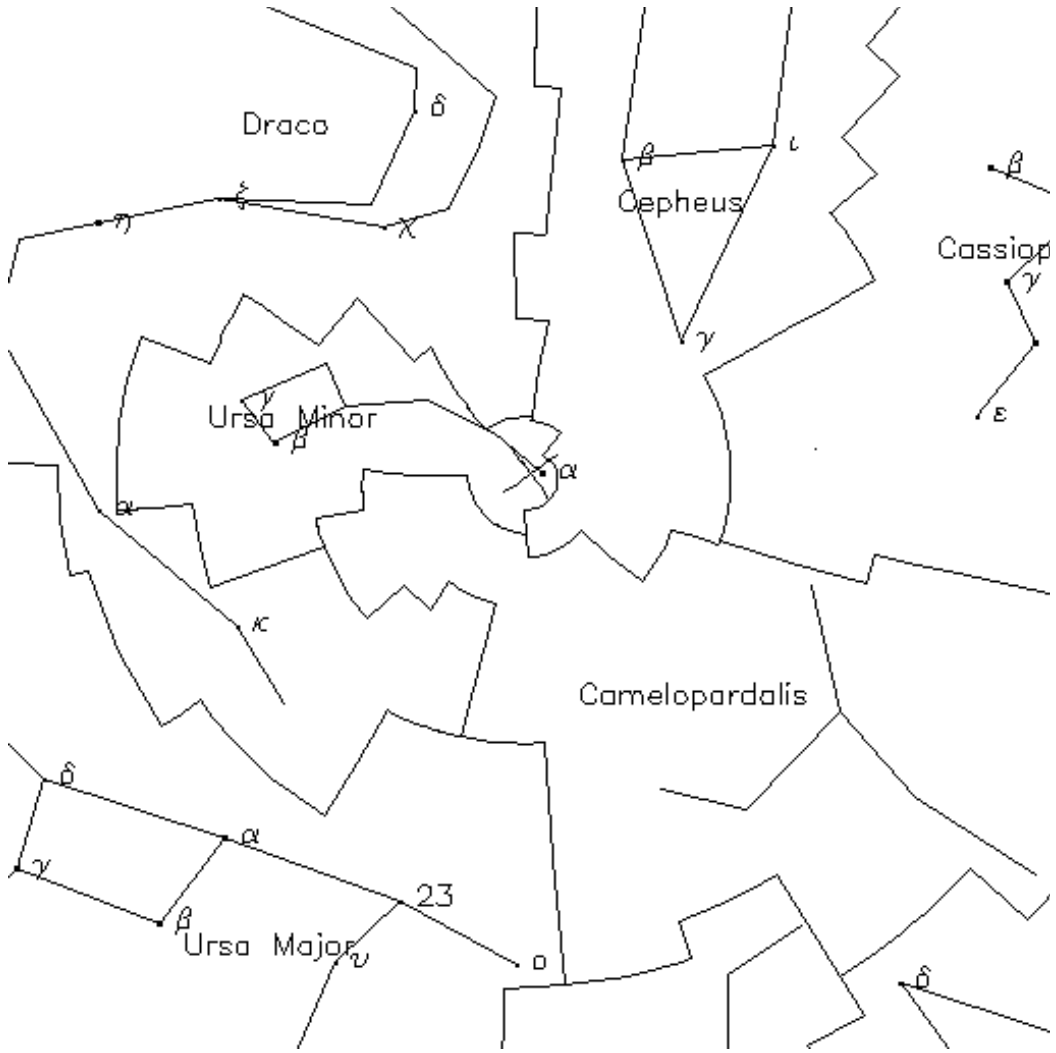 δ
Draco
β
ι
β
ξ
Cepheus
η
χ
Cassiop
γ
γ
γ
ε
Ursa Minor
β
α
α
κ
Camelopardalis
δ
α
γ
23
β
Ursa Major
υ
ο
δ